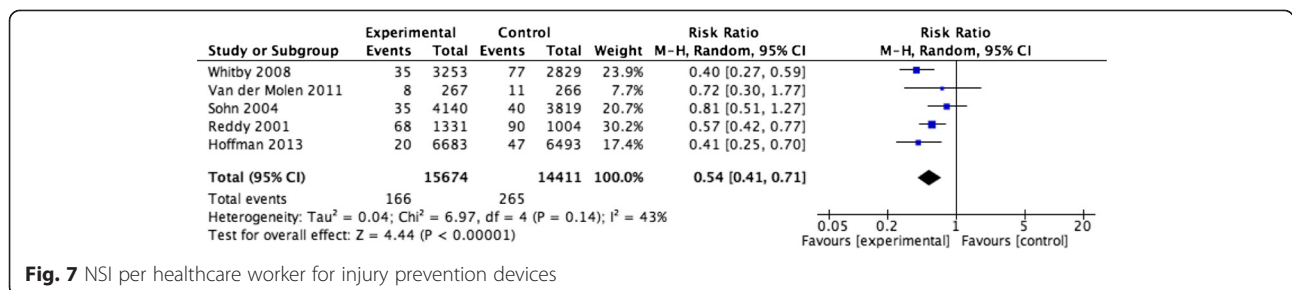 Experimental Control Risk Ratio Risk Ratio
Study or Subgroup Events Total Events Total Weight M-H, Random, 95% CI M-H, Random, 95% CI
Whitby 2008 35 3253 77 2829 23.9% 0.40 [0.27, 0.59]
Van der Molen 2011 8 267 11 266 7.7% 0.72 [0.30, 1.77]
Sohn 2004 35 4140 40 3819 20.7% 0.81 [0.51, 1.27]
Reddy 2001 68 1331 90 1004 30.2% 0.57 [0.42, 0.77]
Hoffman 2013 20 6683 47 6493 17.4% 0.41 [0.25, 0.70]
Total (95% CI) 15674 14411 100.0% 0.54 [0.41, 0.71]
Total events 166 265
Heterogeneity: Tau² = 0.04; Chi² = 6.97, df = 4 (P = 0.14); I² = 43%
Test for overall effect: Z = 4.44 (P < 0.00001)
0.05 0.2 1 5 20
Favours [experimental] Favours [control]
Fig. 7 NSI per healthcare worker for injury prevention devices